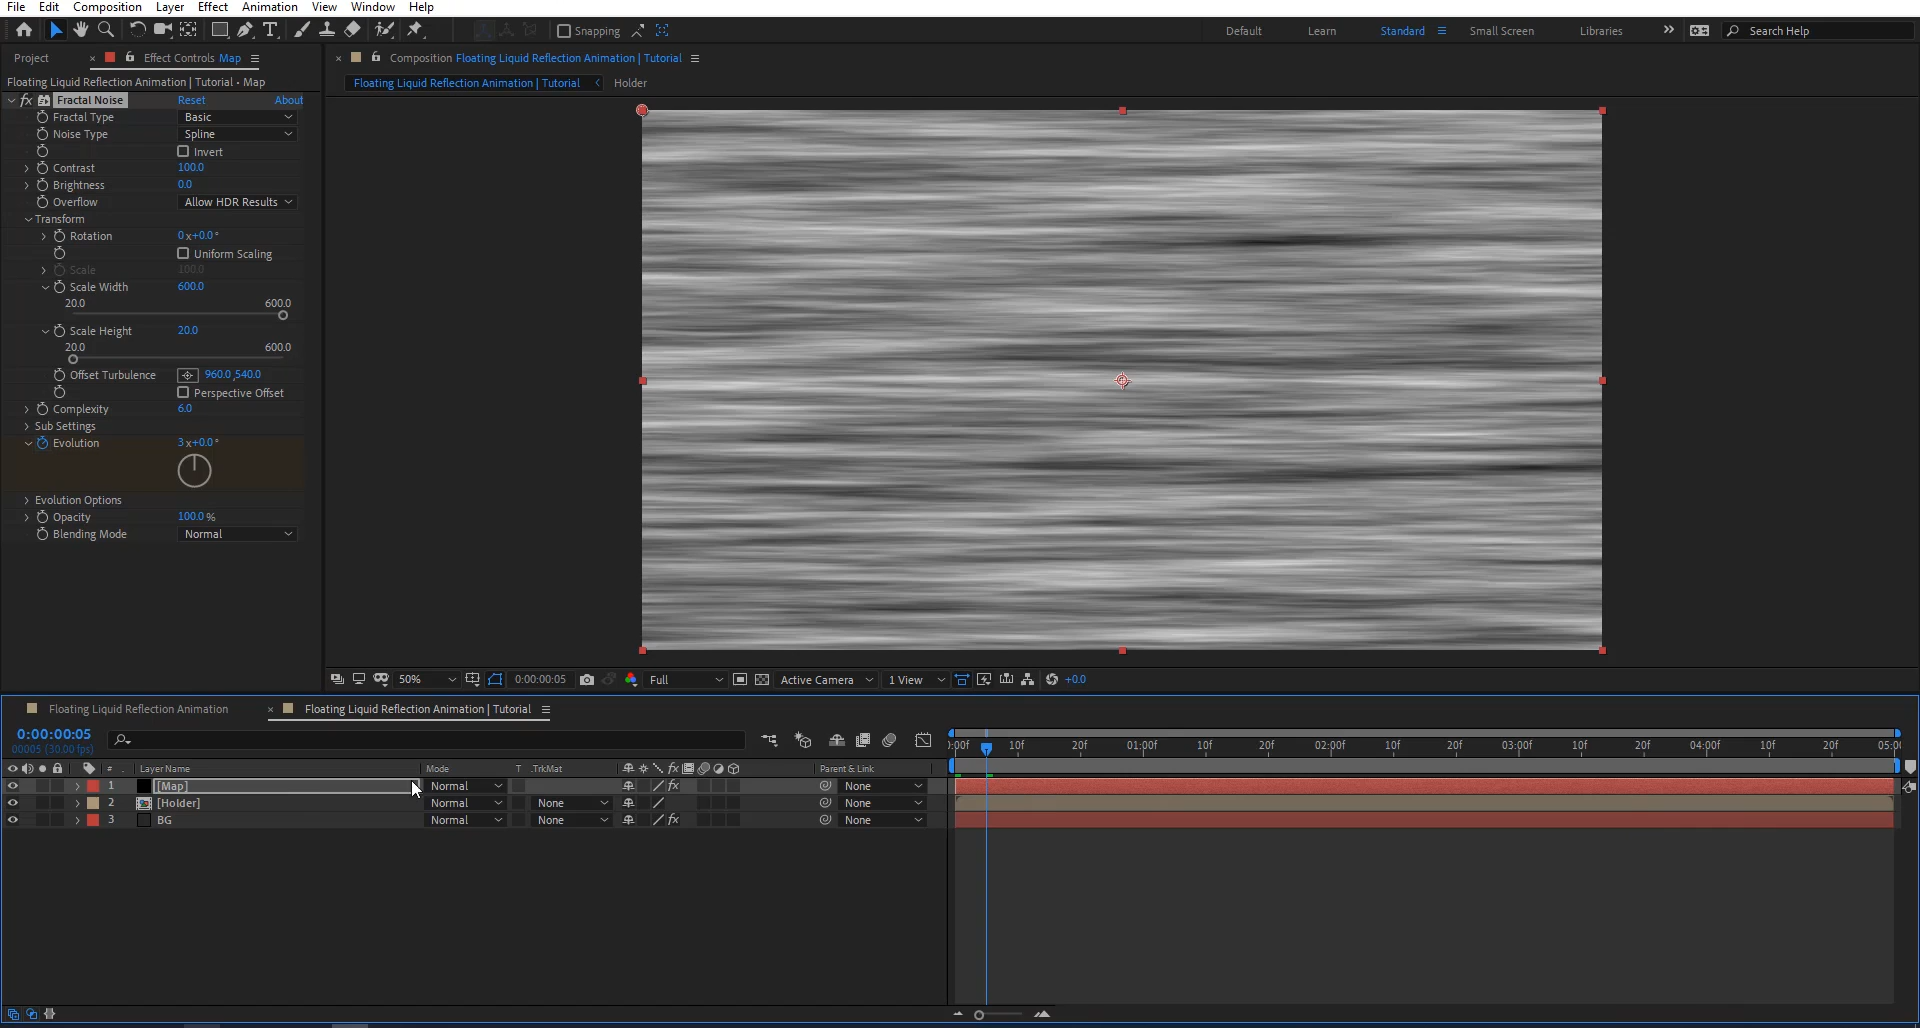 File Edit Composition Layer Effect Animation View Window Help
Snapping
Default Learn Standard Small Screen Libraries Search Help
Project Effect Controls Map
Composition Floating Liquid Reflection Animation | Tutorial
Floating Liquid Reflection Animation | Tutorial • Map
Floating Liquid Reflection Animation | Tutorial Holder
fx Fractal Noise Reset About
Fractal Type Basic
Noise Type Spline
Invert
Contrast 100.0
Brightness 0.0
Overflow Allow HDR Results
Transform
Rotation 0 x+0.0 °
Uniform Scaling
Scale 100.0
Scale Width 600.0
20.0 600.0
Scale Height 20.0
20.0 600.0
Offset Turbulence 960.0,540.0
Perspective Offset
Complexity 6.0
Sub Settings
Evolution 3 x+0.0 °
Evolution Options
Opacity 100.0 %
Blending Mode Normal
50% 0:00:00:05 Full Active Camera 1 View +0.0
Floating Liquid Reflection Animation
Floating Liquid Reflection Animation | Tutorial
0:00:00:05
00005 (30.00 fps)
:00f 10f 20f 01:00f 10f 20f 02:00f 10f 20f 03:00f 10f 20f 04:00f 10f 20f 05:0
# Layer Name Mode T .TrkMat fx Parent & Link
1 [Map] Normal fx None
2 [Holder] Normal None None
3 BG Normal None fx None